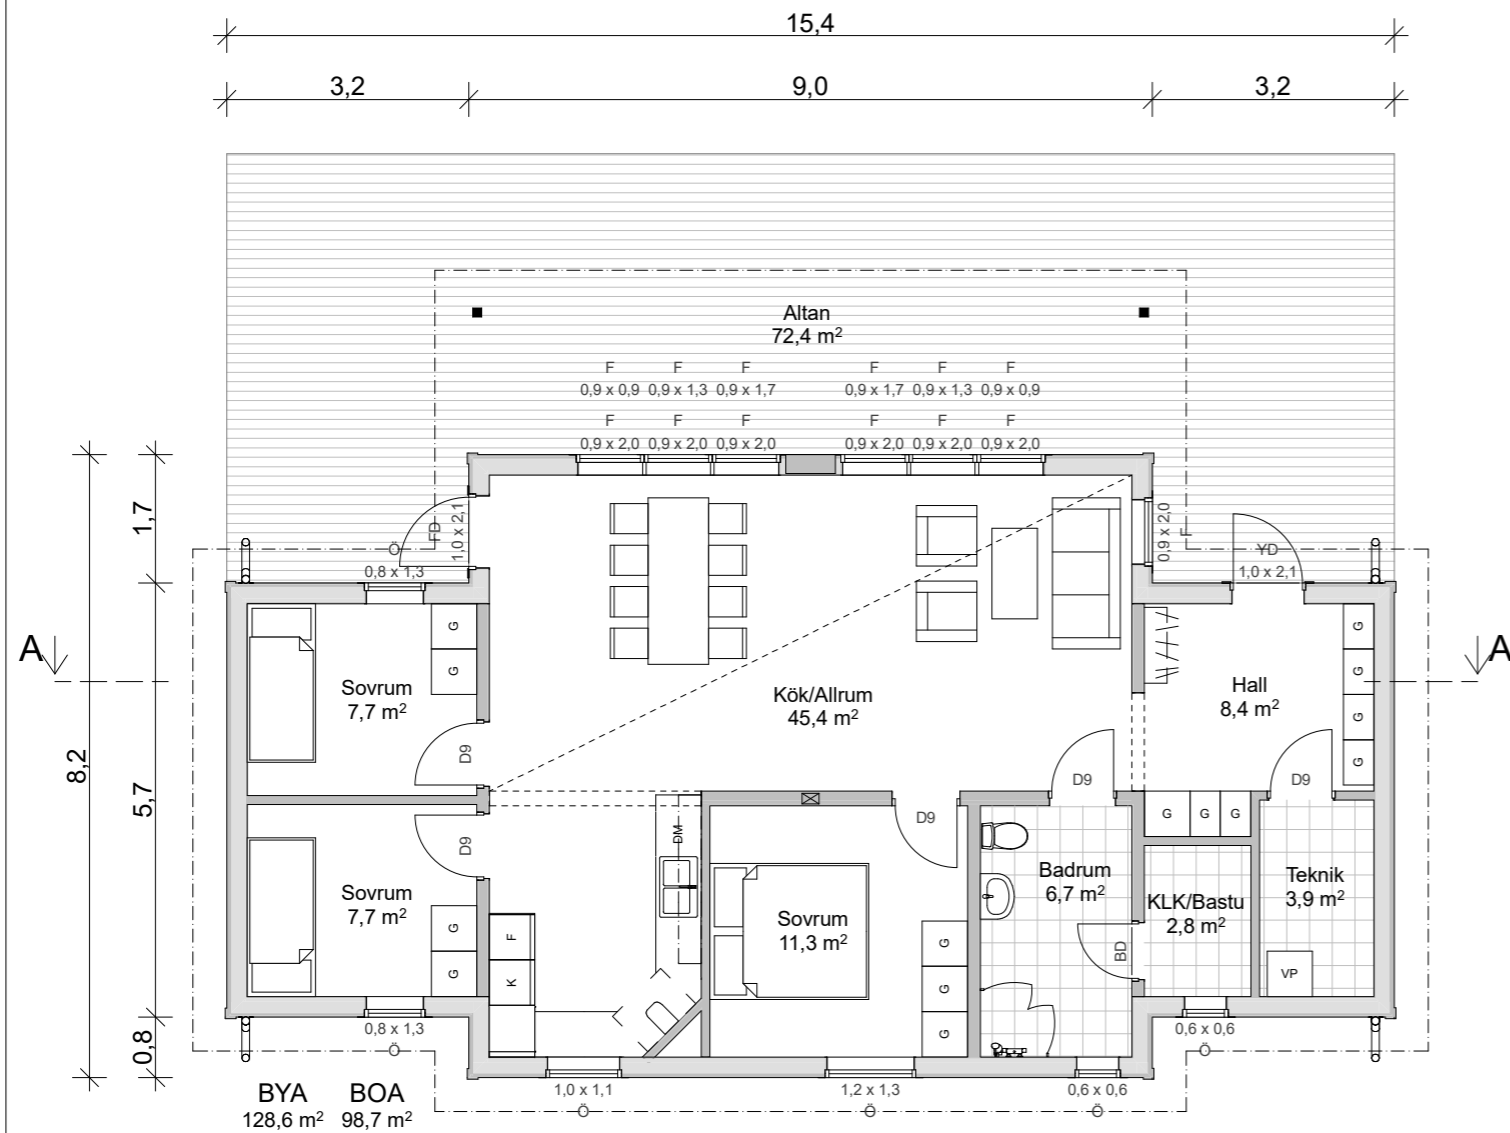 15,4
3,2 9,0 3,2
Altan
72,4 m²
F F F F F F
0,9 x 0,9 0,9 x 1,3 0,9 x 1,7 0,9 x 1,7 0,9 x 1,3 0,9 x 0,9
F F F F F F
0,9 x 2,0 0,9 x 2,0 0,9 x 2,0 0,9 x 2,0 0,9 x 2,0 0,9 x 2,0
1,7
FD
1,0 x 2,1
0,9 x 2,0
F
Ö
0,8 x 1,3
YD
1,0 x 2,1
G
G
G
G
G
G
A
A
Sovrum
7,7 m²
Kök/Allrum
45,4 m²
Hall
8,4 m²
8,2
5,7
D9
D9
D9
D9
D9
DM
G G G
Sovrum
7,7 m²
Sovrum
11,3 m²
Badrum
6,7 m²
KLK/Bastu
2,8 m²
Teknik
3,9 m²
G
G
F
K
G
G
G
BD
VP
0,8
0,8 x 1,3
Ö
0,6 x 0,6
Ö
BYA BOA
128,6 m² 98,7 m²
1,0 x 1,1
Ö
1,2 x 1,3
Ö
0,6 x 0,6
Ö